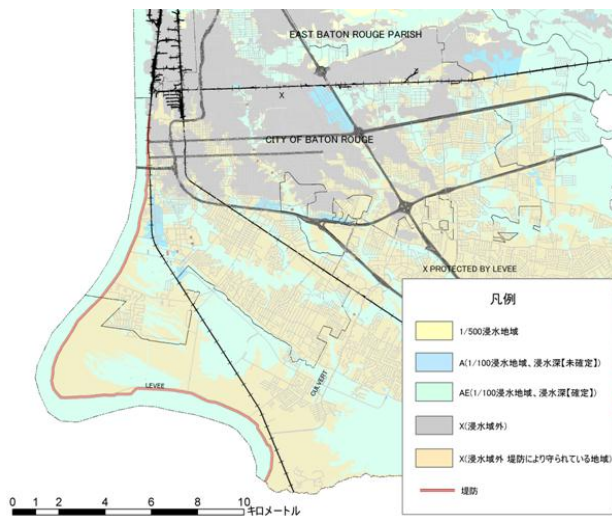 EAST BATON ROUGE PARISH
X
CITY OF BATON ROUGE
X PROTECTED BY LEVEE
LEVEE
CULVERT
凡例
1/500浸水地域
A(1/100浸水地域、浸水深【未確定】)
AE(1/100浸水地域、浸水深【確定】)
X(浸水域外)
X(浸水域外 堤防により守られている地域)
堤防
0 1 2 4 6 8 10
キロメートル